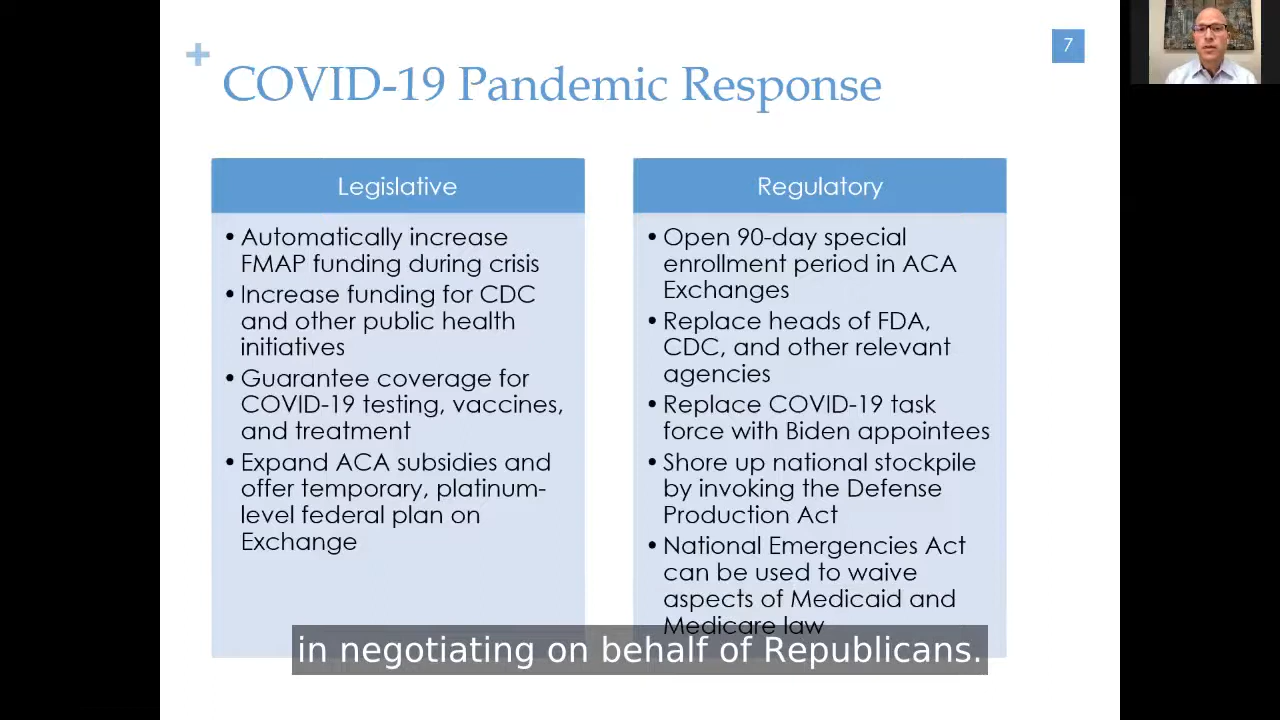 7
COVID-19 Pandemic Response
Legislative
• Automatically increase
FMAP funding during crisis
• Increase funding for CDC
and other public health
initiatives
• Guarantee coverage for
COVID-19 testing, vaccines,
and treatment
• Expand ACA subsidies and
offer temporary, platinum-
level federal plan on
Exchange
Regulatory
• Open 90-day special
enrollment period in ACA
Exchanges
• Replace heads of FDA,
CDC, and other relevant
agencies
• Replace COVID-19 task
force with Biden appointees
• Shore up national stockpile
by invoking the Defense
Production Act
• National Emergencies Act
can be used to waive
aspects of Medicaid and
Medicare law
in negotiating on behalf of Republicans.